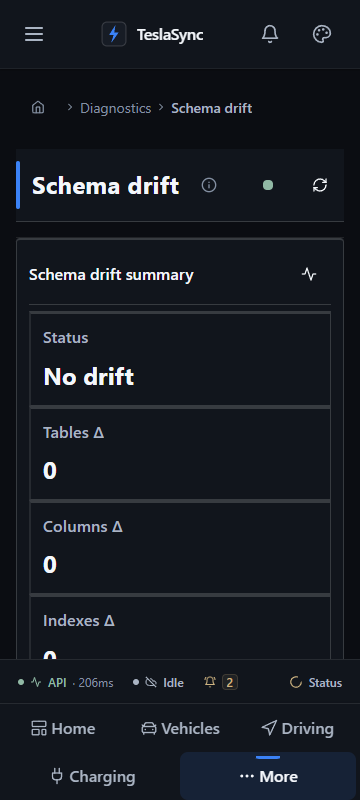 TeslaSync
Diagnostics
Schema drift
Schema drift
Schema drift summary
Status
No drift
Tables Δ
0
Columns Δ
0
Indexes Δ
0
API · 206ms
Idle
2
Status
Home
Vehicles
Driving
Charging
More